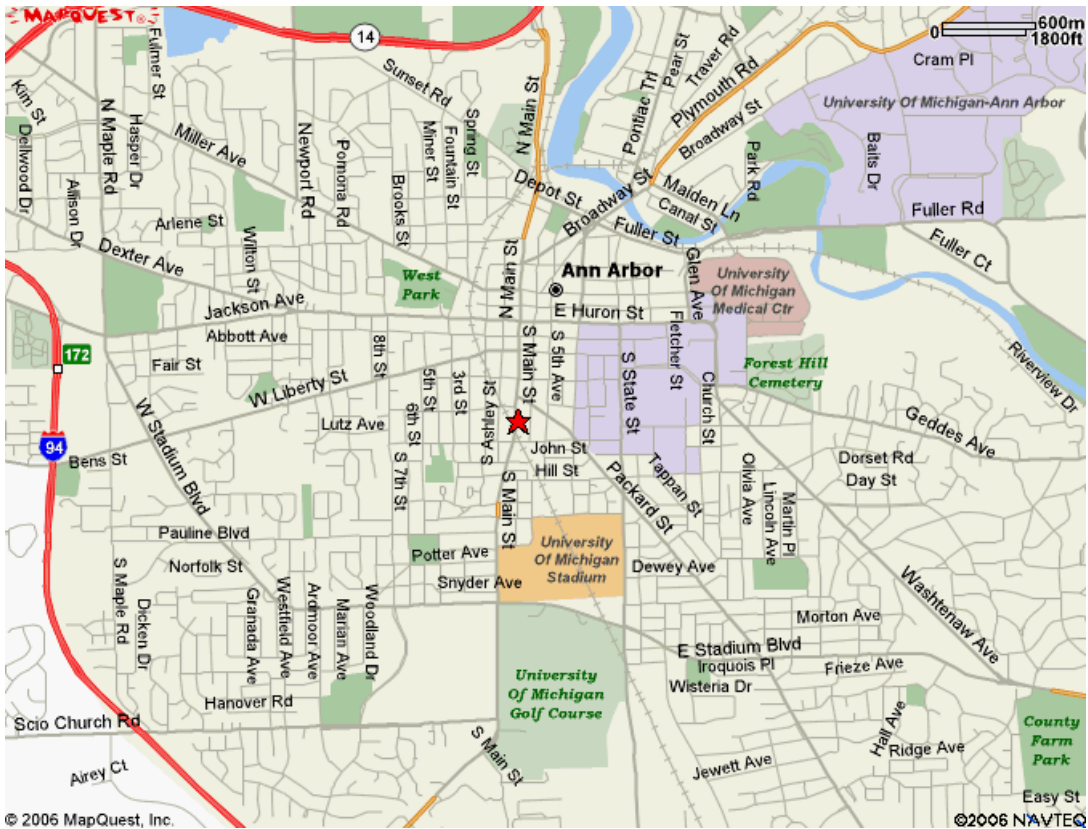 MAPQUEST
600m
0
1800ft
14
Fulmer St
Kim St
Dellwood Dr
N Maple Rd
Hasper Dr
Allison Dr
Miller Ave
Newport Rd
Pomona Rd
Sunset Rd
Miner St
Fountain St
Spring St
Brooks St
N Main St
Pontiac Trl
Pear St
Traver Rd
Plymouth Rd
Broadway St
Cram Pl
University Of Michigan-Ann Arbor
Baits Dr
Park Rd
Depot St
Broadway St
Maiden Ln
Canal St
Fuller St
Fuller Rd
Fuller Ct
Arlene St
Wilton St
Dexter Ave
West
Park
N Main St
Ann Arbor
Glen Ave
University
Of Michigan
Medical Ctr
Jackson Ave
Abbott Ave
E Huron St
172
Fair St
8th St
W Liberty St
5th St
3rd St
S Ashley St
S Main St
S 5th Ave
S State St
Fletcher St
Church St
Forest Hill
Cemetery
Riverview Dr
Geddes Ave
94
Bens St
W Stadium Blvd
Lutz Ave
6th St
S 7th St
John St
Hill St
Packard St
Tappan St
Olivia Ave
Lincoln Ave
Martin Pl
Dorset Rd
Day St
S Main St
Pauline Blvd
Potter Ave
University
Of Michigan
Stadium
Dewey Ave
Norfolk St
Snyder Ave
S Maple Rd
Dicken Dr
Granada Ave
Westfield Ave
Ardmoor Ave
Marian Ave
Woodland Dr
Morton Ave
Washtenaw Ave
E Stadium Blvd
Iroquois Pl
Frieze Ave
Wisteria Dr
Hanover Rd
University
Of Michigan
Golf Course
Scio Church Rd
Airey Ct
S Main St
Jewett Ave
Hall Ave
Ridge Ave
County
Farm
Park
Easy St
© 2006 MapQuest, Inc.
©2006 NAVTEQ